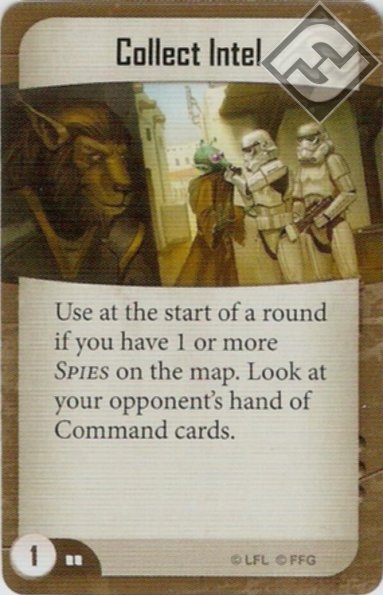 Collect Intel
Use at the start of a round
if you have 1 or more
SPIES on the map. Look at
your opponent's hand of
Command cards.
1
© LFL © FFG